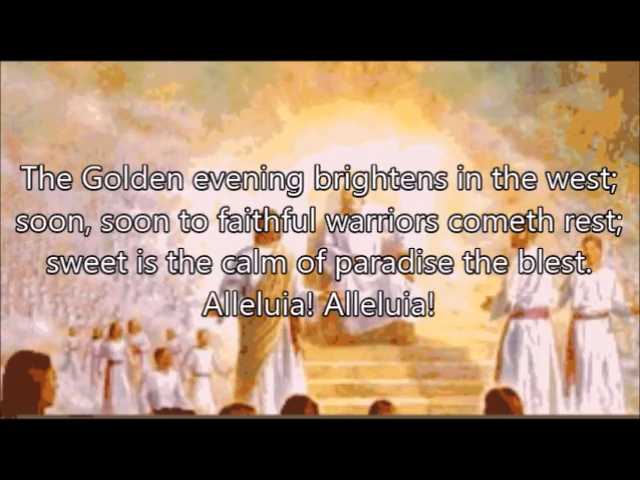 The Golden evening brightens in the west;
soon, soon to faithful warriors cometh rest;
sweet is the calm of paradise the blest.
Alleluia! Alleluia!